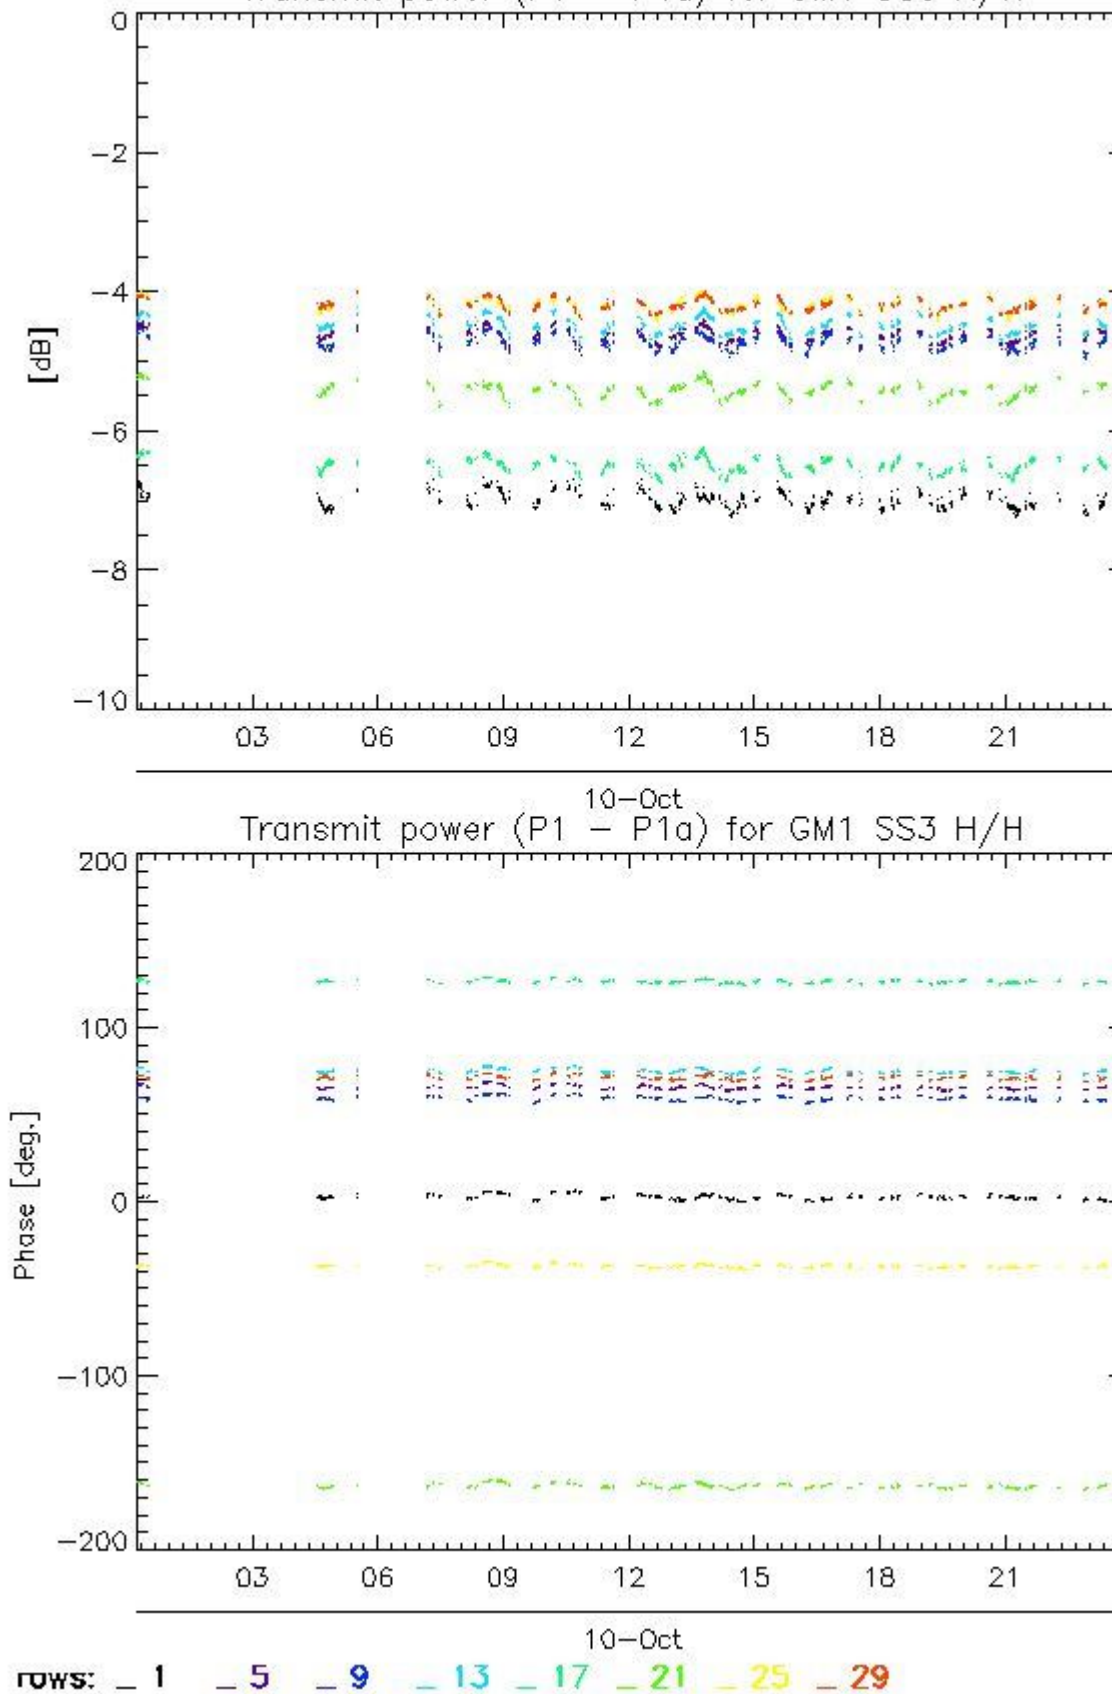 0
-2
-4
[dB]
-6
-8
-10
03 06 09 12 15 18 21
10-Oct
Transmit power (P1 - P1a) for GM1 SS3 H/H
200
100
Phase [deg.]
0
-100
-200
03 06 09 12 15 18 21
10-Oct
rows: _ 1 _ 5 _ 9 _ 13 _ 17 _ 21 _ 25 _ 29